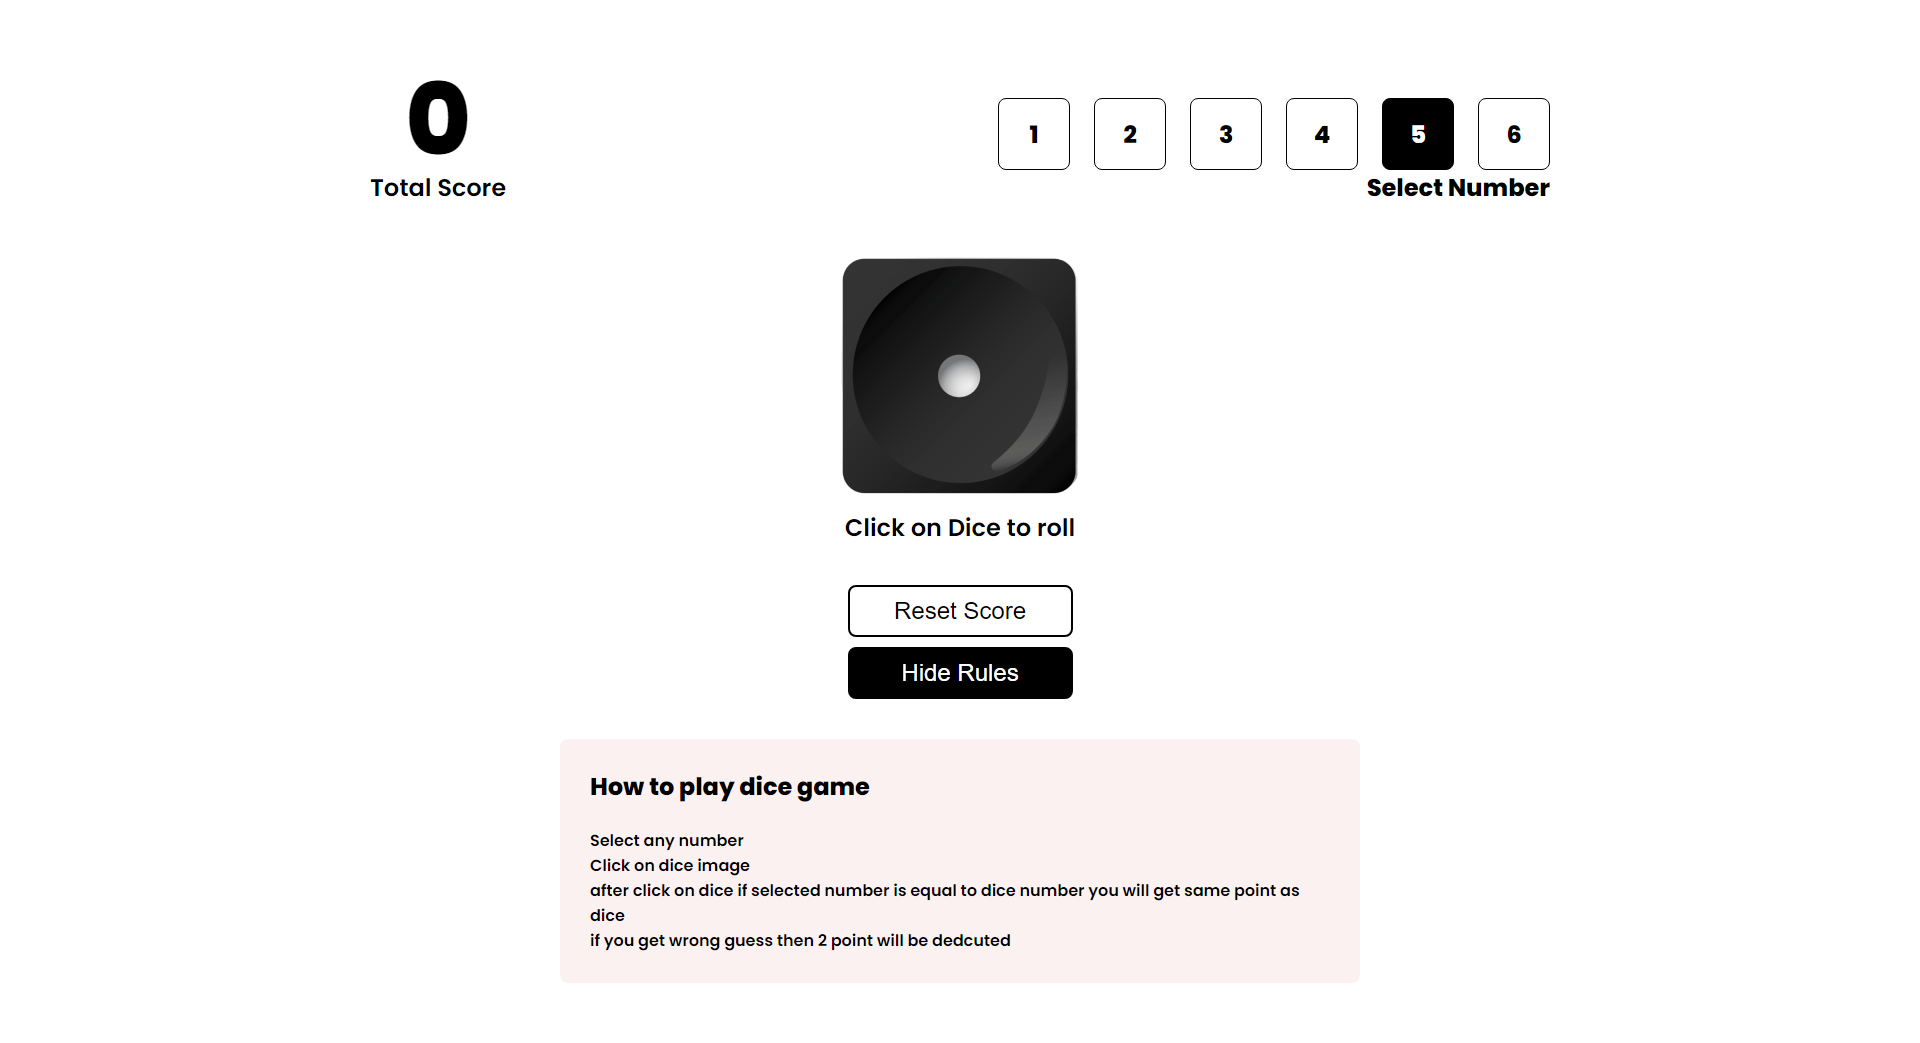 0
Total Score
1 2 3 4 5 6
Select Number
Click on Dice to roll
Reset Score
Hide Rules
How to play dice game
Select any number
Click on dice image
after click on dice if selected number is equal to dice number you will get same point as
dice
if you get wrong guess then 2 point will be dedcuted